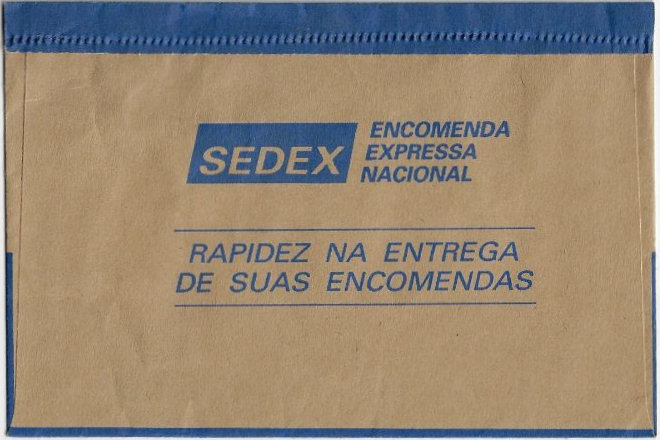 SEDEX
ENCOMENDA
EXPRESSA
NACIONAL
RAPIDEZ NA ENTREGA
DE SUAS ENCOMENDAS